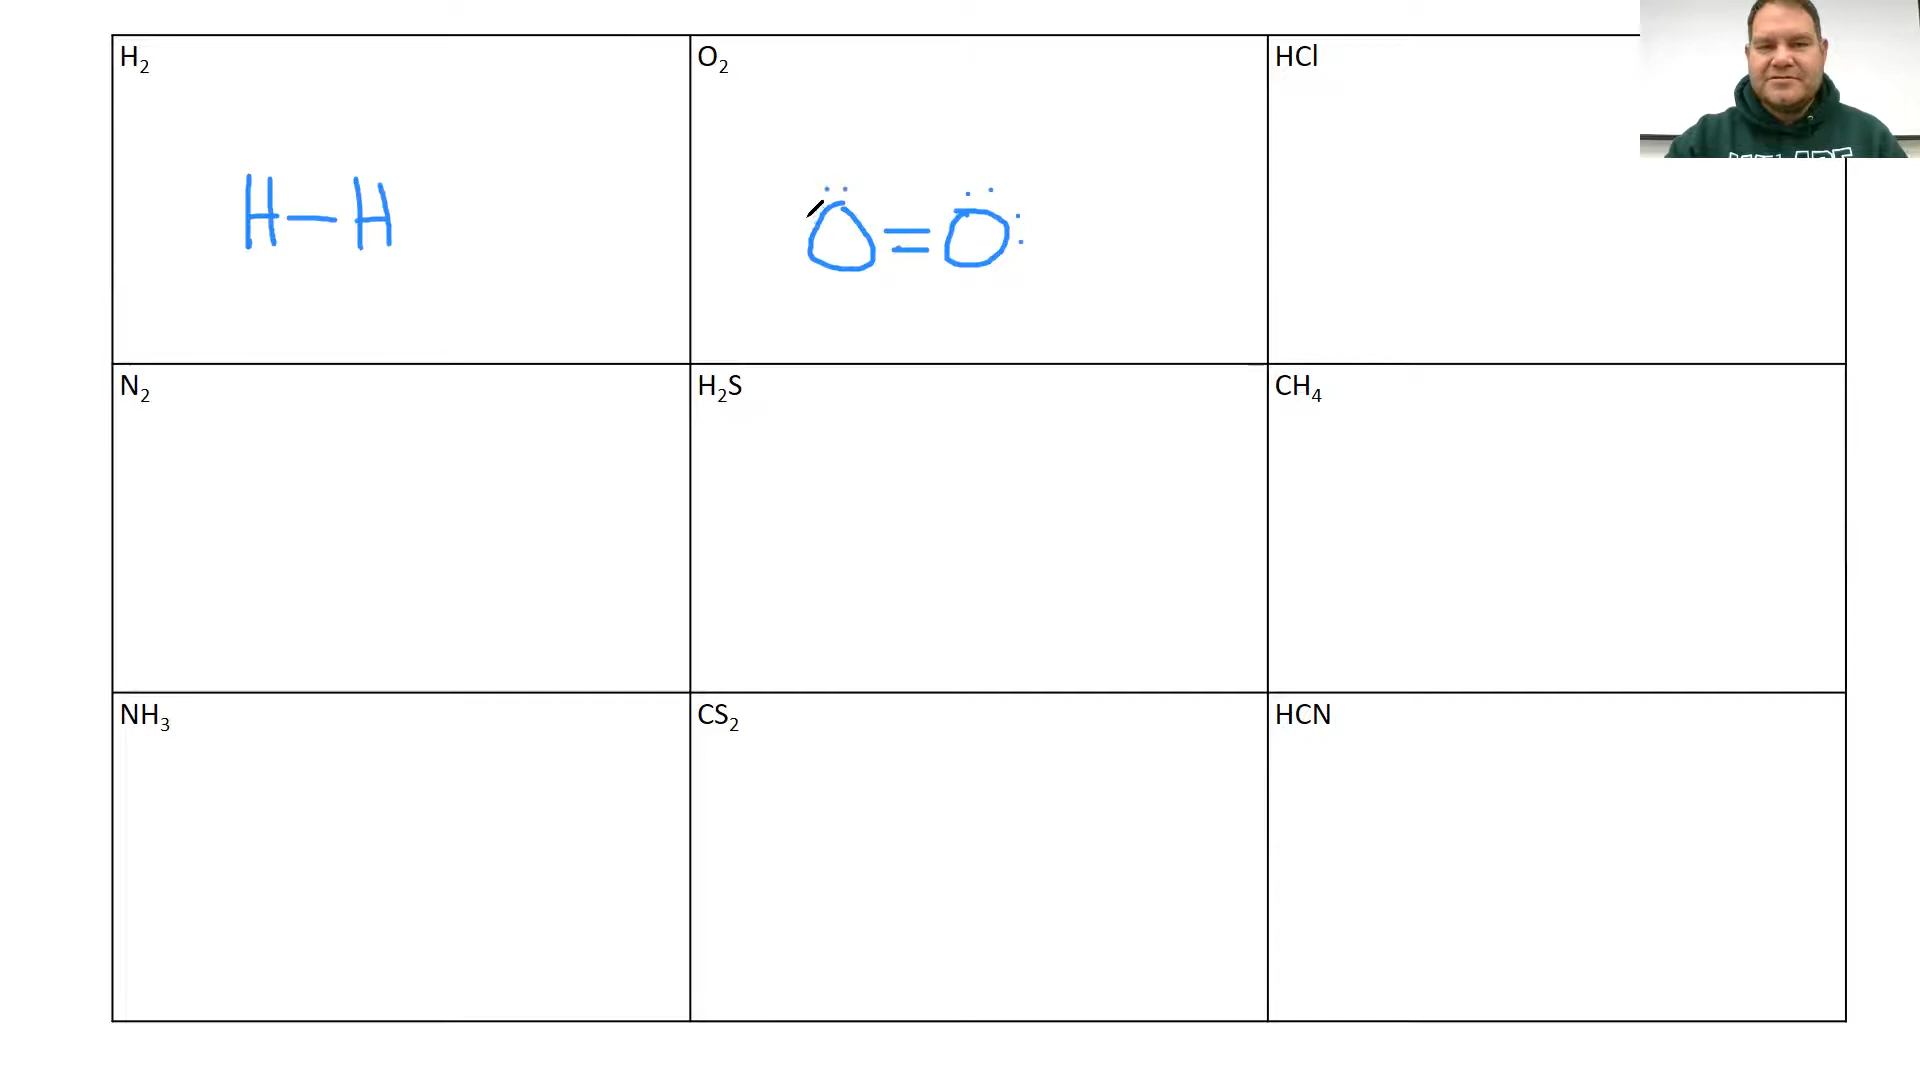 H₂
O₂
HCl
H—H
O=O
N₂
H₂S
CH₄
NH₃
CS₂
HCN